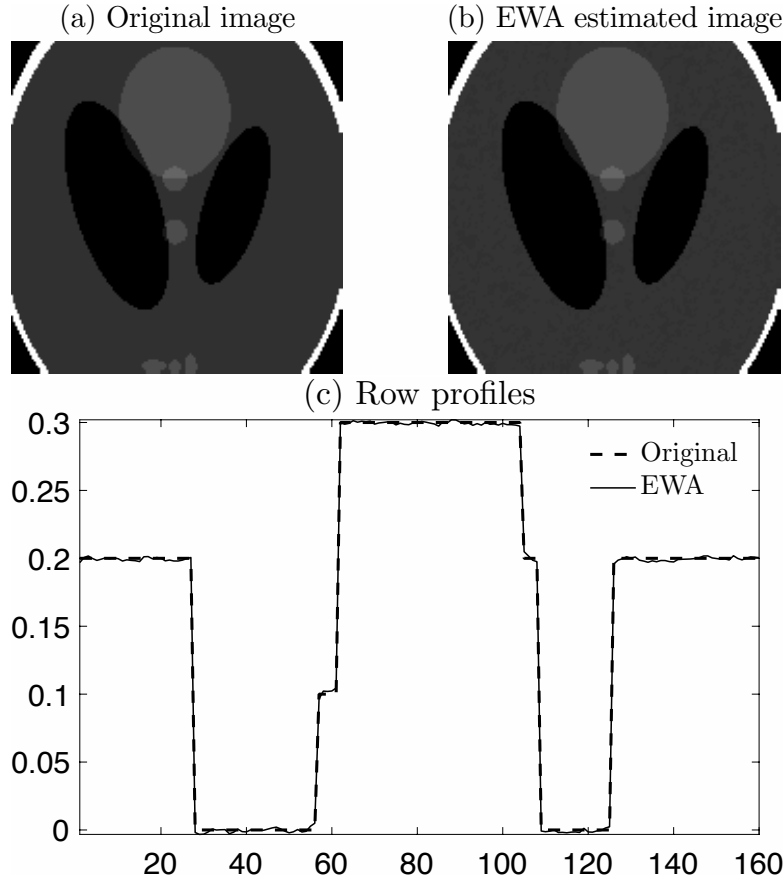 (a) Original image
(b) EWA estimated image
(c) Row profiles
0.3
0.25
0.2
0.15
0.1
0.05
0
Original
EWA
20 40 60 80 100 120 140 160